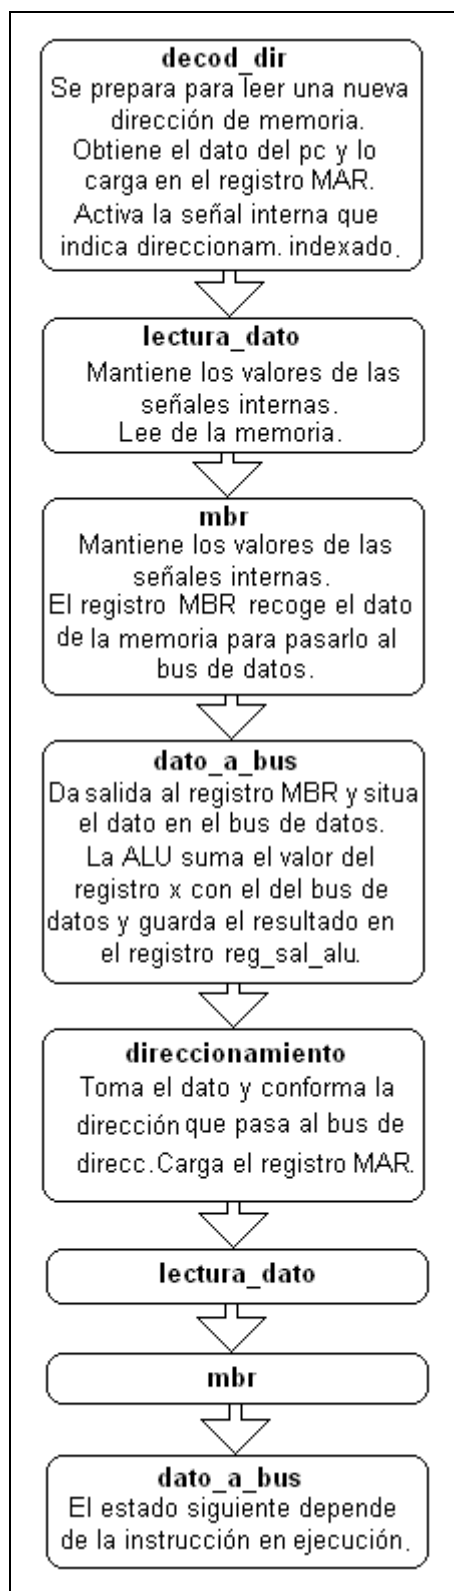 decod_dir
Se prepara para leer una nueva
dirección de memoria.
Obtiene el dato del pc y lo
carga en el registro MAR.
Activa la señal interna que
indica direccionam. indexado.
lectura_dato
Mantiene los valores de las
señales internas.
Lee de la memoria.
mbr
Mantiene los valores de las
señales internas.
El registro MBR recoge el dato
de la memoria para pasarlo al
bus de datos.
dato_a_bus
Da salida al registro MBR y situa
el dato en el bus de datos.
La ALU suma el valor del
registro x con el del bus de
datos y guarda el resultado en
el registro reg_sal_alu.
direccionamiento
Toma el dato y conforma la
dirección que pasa al bus de
direcc.Carga el registro MAR.
lectura_dato
mbr
dato_a_bus
El estado siguiente depende
de la instrucción en ejecución.